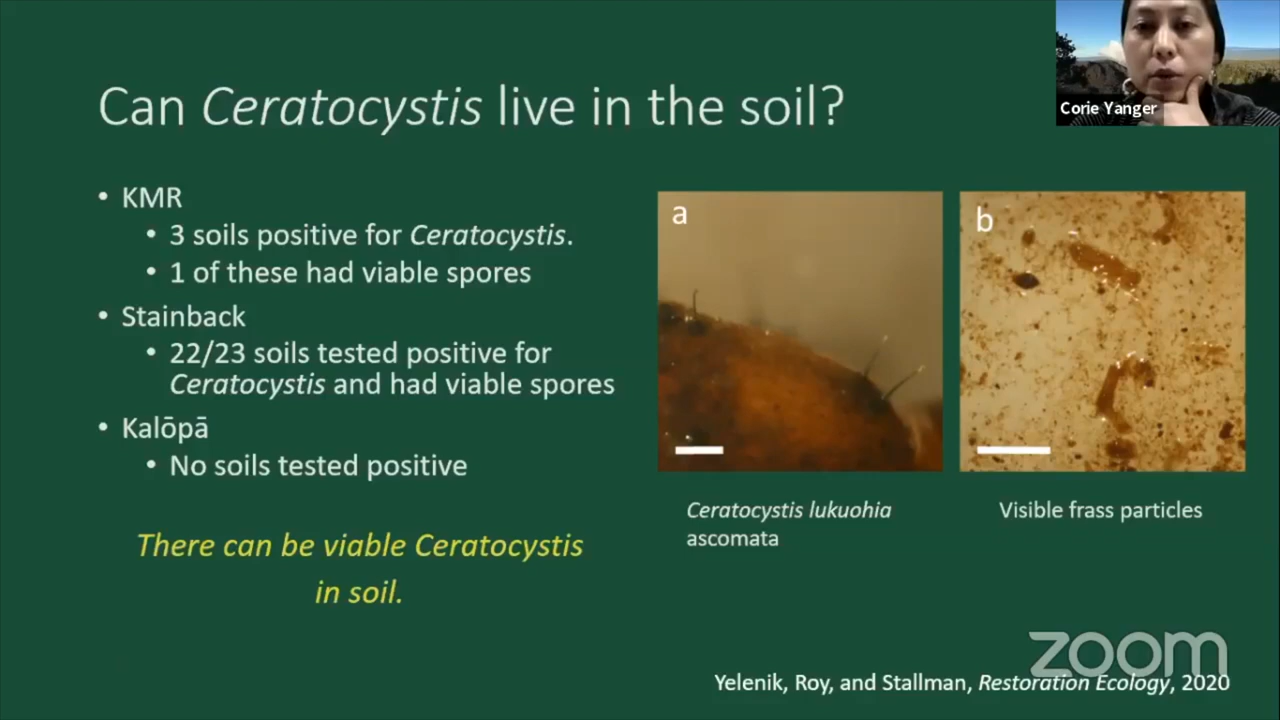 Can Ceratocystis live in the soil?
Corie Yanger
• KMR
• 3 soils positive for Ceratocystis.
• 1 of these had viable spores
• Stainback
• 22/23 soils tested positive for
Ceratocystis and had viable spores
• Kalōpā
• No soils tested positive
There can be viable Ceratocystis
in soil.
a
b
Ceratocystis lukuohia
ascomata
Visible frass particles
zoom
Yelenik, Roy, and Stallman, Restoration Ecology, 2020